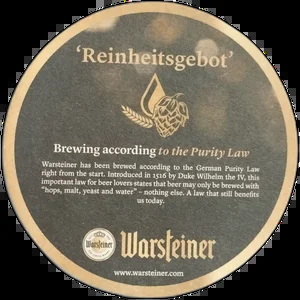 'Reinheitsgebot'
Brewing according to the Purity Law
Warsteiner has been brewed according to the German Purity Law
right from the start. Introduced in 1516 by Duke Wilhelm the IV, this
important law for beer lovers states that beer may only be brewed with
"hops, malt, yeast and water" – nothing else. A law that still benefits
us today.
Warsteiner
Warsteiner
www.warsteiner.com